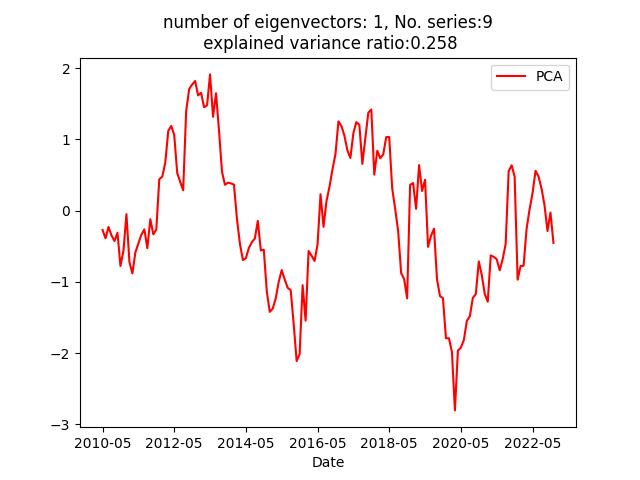 number of eigenvectors: 1, No. series:9
explained variance ratio:0.258
PCA
2
1
0
−1
−2
−3
2010-05 2012-05 2014-05 2016-05 2018-05 2020-05 2022-05
Date